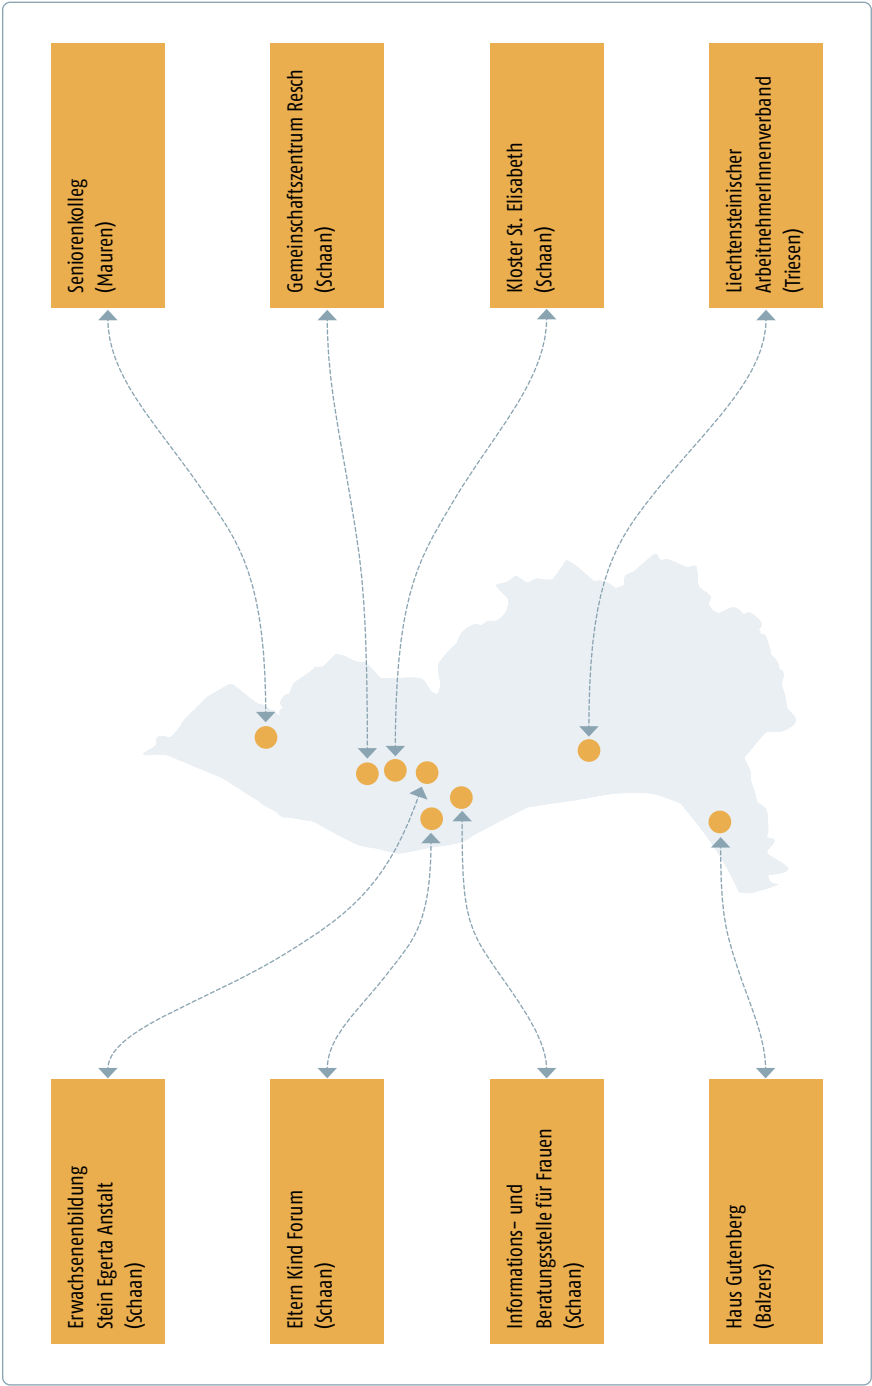 Seniorenkolleg
(Mauren)
Gemeinschaftszentrum Resch
(Schaan)
Kloster St. Elisabeth
(Schaan)
Liechtensteinischer
ArbeitnehmerInnenverband
(Triesen)
Erwachsenenbildung
Stein Egerta Anstalt
(Schaan)
Eltern Kind Forum
(Schaan)
Informations- und
Beratungsstelle für Frauen
(Schaan)
Haus Gutenberg
(Balzers)